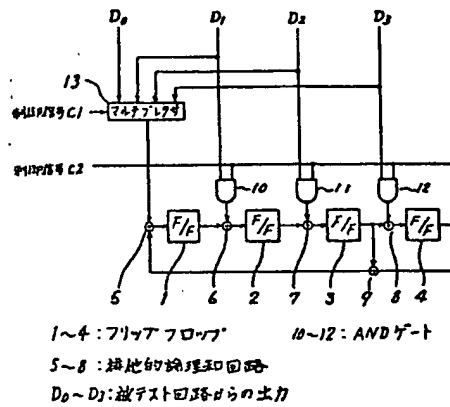 D0 D1 D2 D3
13
マルチプレクサ
制御信号C1
制御信号C2
10 11 12
F/F F/F F/F F/F
5 1 6 2 7 3 9 8 4
1~4:フリップフロップ 10~12:ANDゲート
5~8:排他的論理和回路
D0~D3:被テスト回路からの出力